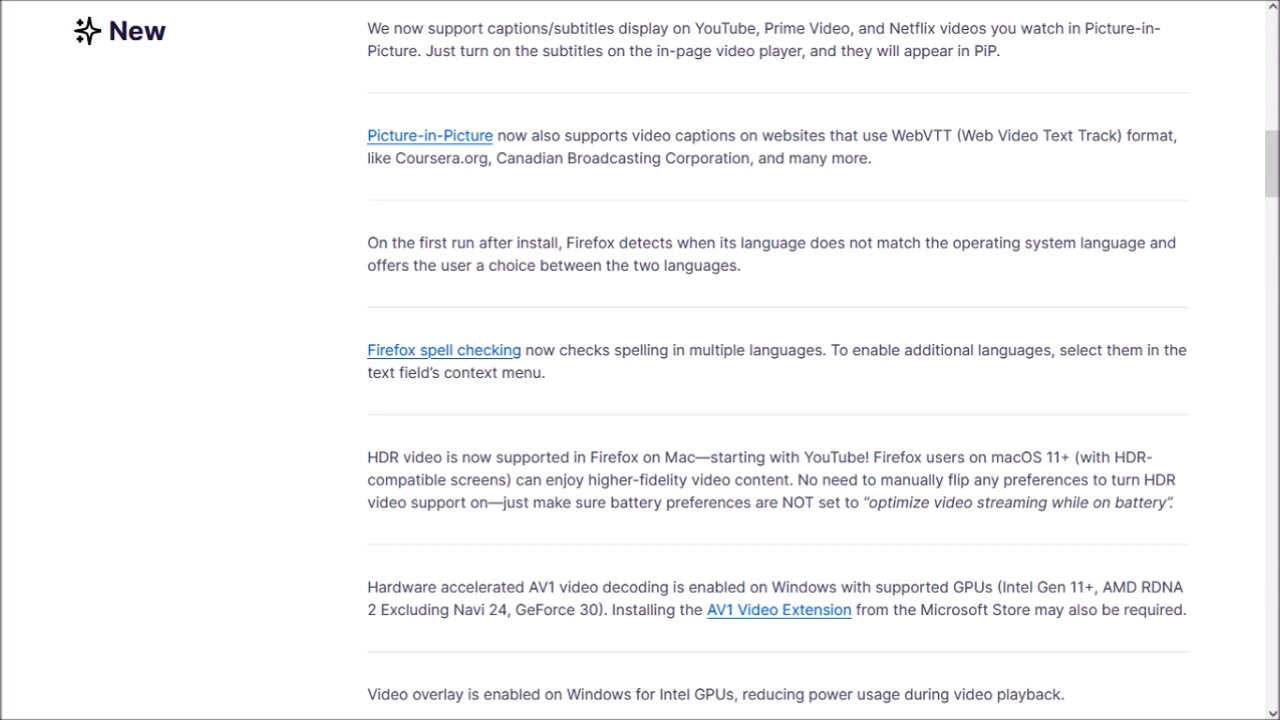 New
We now support captions/subtitles display on YouTube, Prime Video, and Netflix videos you watch in Picture-in-
Picture. Just turn on the subtitles on the in-page video player, and they will appear in PiP.
Picture-in-Picture now also supports video captions on websites that use WebVTT (Web Video Text Track) format,
like Coursera.org, Canadian Broadcasting Corporation, and many more.
On the first run after install, Firefox detects when its language does not match the operating system language and
offers the user a choice between the two languages.
Firefox spell checking now checks spelling in multiple languages. To enable additional languages, select them in the
text field’s context menu.
HDR video is now supported in Firefox on Mac—starting with YouTube! Firefox users on macOS 11+ (with HDR-
compatible screens) can enjoy higher-fidelity video content. No need to manually flip any preferences to turn HDR
video support on—just make sure battery preferences are NOT set to “optimize video streaming while on battery”.
Hardware accelerated AV1 video decoding is enabled on Windows with supported GPUs (Intel Gen 11+, AMD RDNA
2 Excluding Navi 24, GeForce 30). Installing the AV1 Video Extension from the Microsoft Store may also be required.
Video overlay is enabled on Windows for Intel GPUs, reducing power usage during video playback.